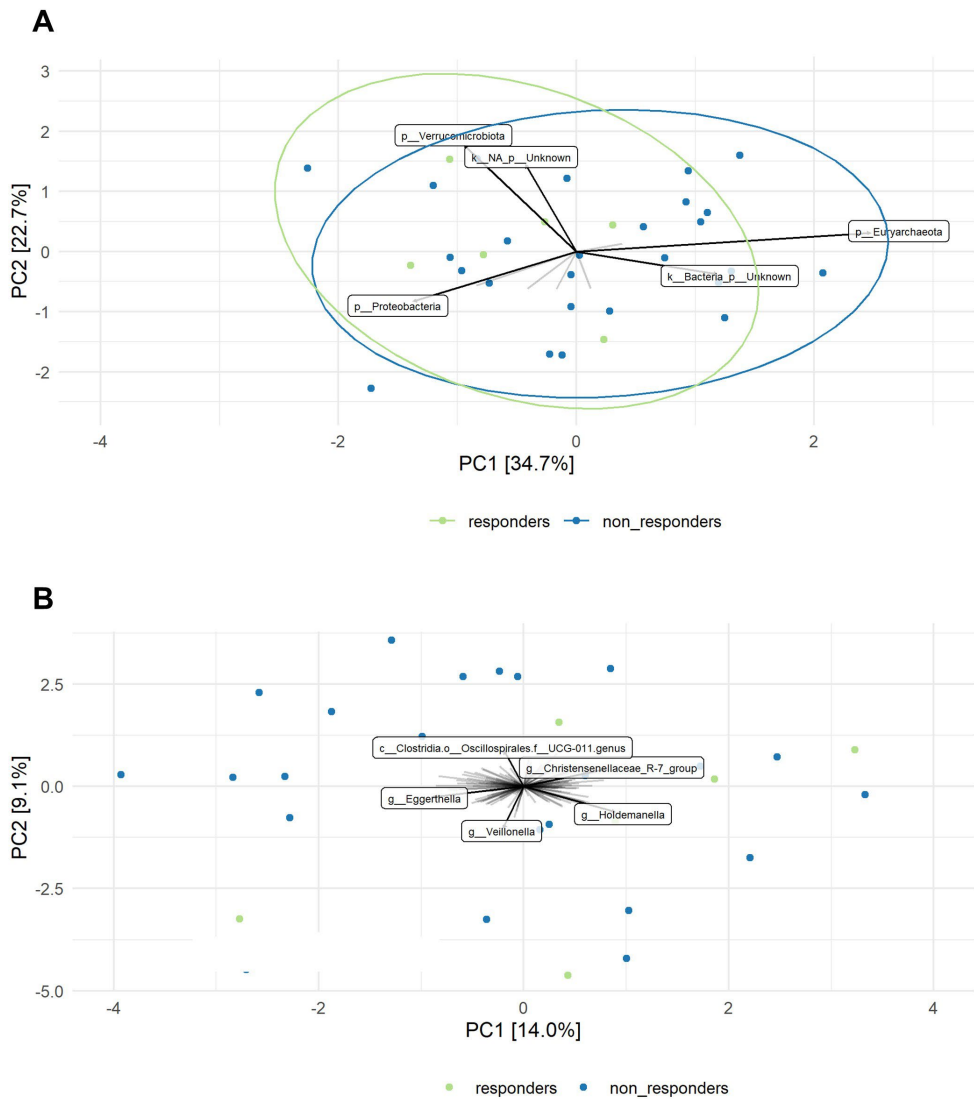 A
3
2
1
0
-1
-2
PC2 [22.7%]
p__Verrucomicrobiota
k__NA_p__Unknown
p__Euryarchaeota
k__Bacteria_p__Unknown
p__Proteobacteria
-4
-2
0
2
PC1 [34.7%]
responders
non_responders
B
2.5
0.0
-2.5
-5.0
PC2 [9.1%]
c__Clostridia.o__Oscillospirales.f__UCG-011.genus
g__Christensenellaceae_R-7_group
g__Eggerthella
g__Holdemanella
g__Veillonella
-4
-2
0
2
4
PC1 [14.0%]
responders
non_responders